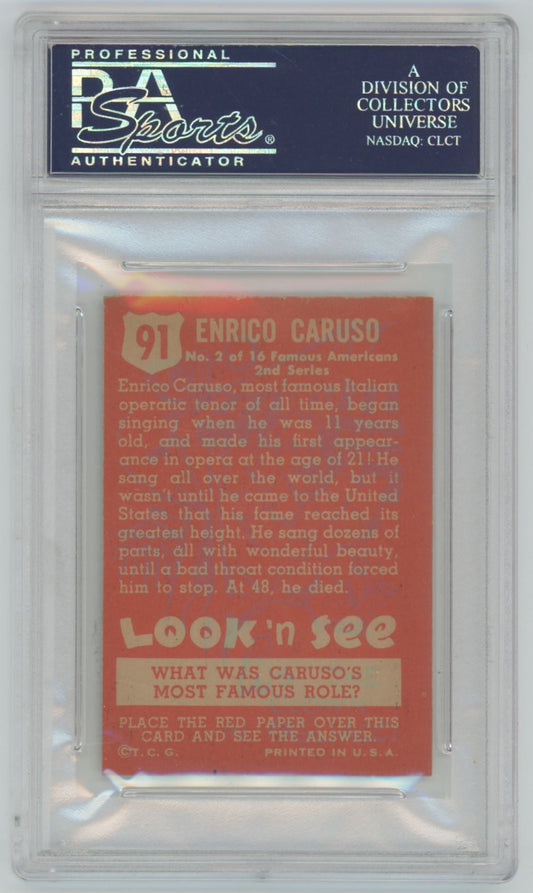 PROFESSIONAL
PSA
Sports®
AUTHENTICATOR
A
DIVISION OF
COLLECTORS
UNIVERSE
NASDAQ: CLCT
91 ENRICO CARUSO
No. 2 of 16 Famous Americans
2nd Series
Enrico Caruso, most famous Italian
operatic tenor of all time, began
singing when he was 11 years
old, and made his first appear-
ance in opera at the age of 21! He
sang all over the world, but it
wasn't until he came to the United
States that his fame reached its
greatest height. He sang dozens of
parts, all with wonderful beauty,
until a bad throat condition forced
him to stop. At 48, he died.
LOOK 'n See
WHAT WAS CARUSO'S
MOST FAMOUS ROLE?
PLACE THE RED PAPER OVER THIS
CARD AND SEE THE ANSWER.
©T.C.G. PRINTED IN U.S.A.